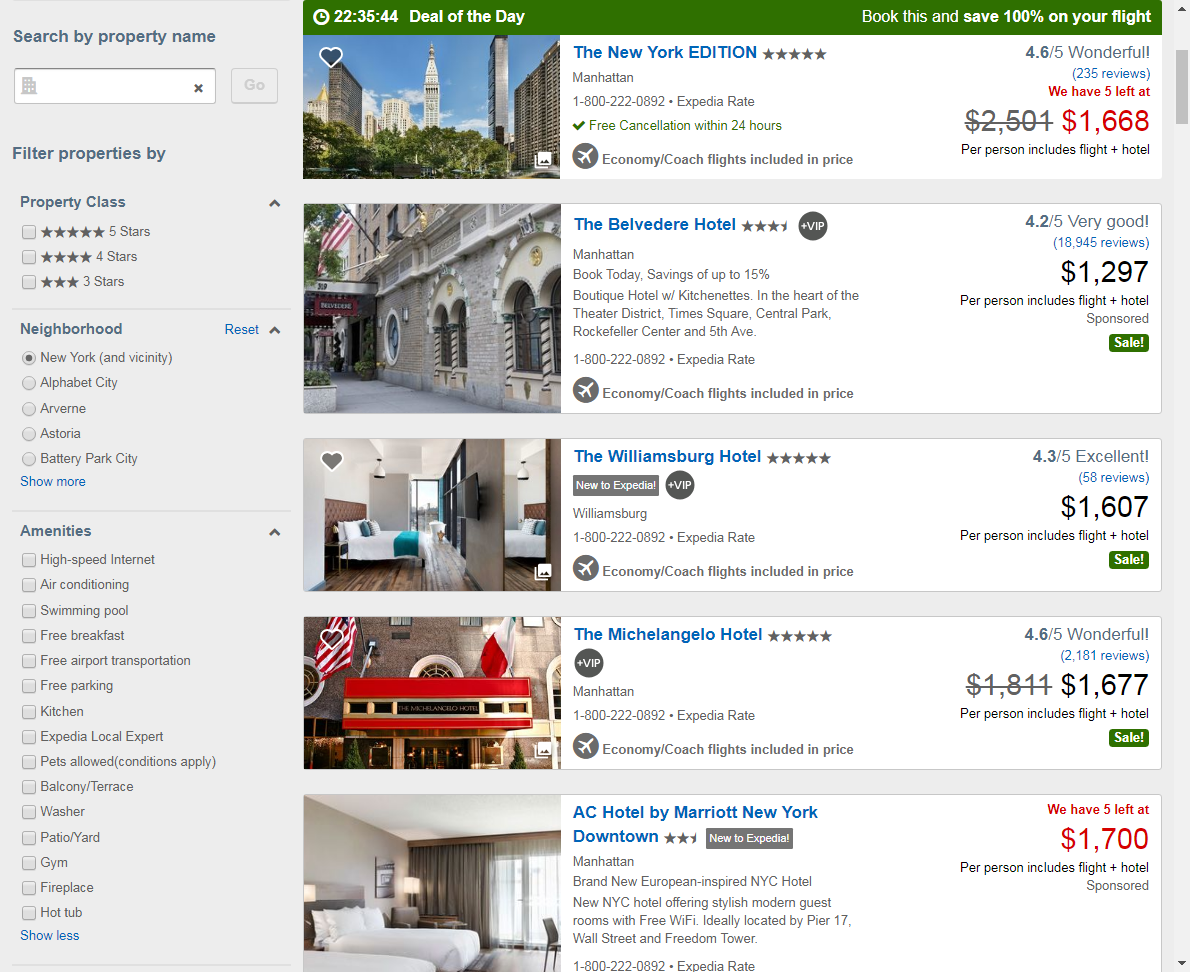 Search by property name
Go
Filter properties by
Property Class
5 Stars
4 Stars
3 Stars
Neighborhood Reset
New York (and vicinity)
Alphabet City
Arverne
Astoria
Battery Park City
Show more
Amenities
High-speed Internet
Air conditioning
Swimming pool
Free breakfast
Free airport transportation
Free parking
Kitchen
Expedia Local Expert
Pets allowed(conditions apply)
Balcony/Terrace
Washer
Patio/Yard
Gym
Fireplace
Hot tub
Show less
22:35:44 Deal of the Day Book this and save 100% on your flight
The New York EDITION
Manhattan
1-800-222-0892 • Expedia Rate
Free Cancellation within 24 hours
Economy/Coach flights included in price
4.6/5 Wonderful!
(235 reviews)
We have 5 left at
$2,501 $1,668
Per person includes flight + hotel
319
BELVEDERE
The Belvedere Hotel +VIP
Manhattan
Book Today, Savings of up to 15%
Boutique Hotel w/ Kitchenettes. In the heart of the
Theater District, Times Square, Central Park,
Rockefeller Center and 5th Ave.
1-800-222-0892 • Expedia Rate
Economy/Coach flights included in price
4.2/5 Very good!
(18,945 reviews)
$1,297
Per person includes flight + hotel
Sponsored
Sale!
The Williamsburg Hotel
New to Expedia! +VIP
Williamsburg
1-800-222-0892 • Expedia Rate
Economy/Coach flights included in price
4.3/5 Excellent!
(58 reviews)
$1,607
Per person includes flight + hotel
Sale!
THE MICHELANGELO HOTEL
The Michelangelo Hotel
+VIP
Manhattan
1-800-222-0892 • Expedia Rate
Economy/Coach flights included in price
4.6/5 Wonderful!
(2,181 reviews)
$1,811 $1,677
Per person includes flight + hotel
Sale!
AC Hotel by Marriott New York
Downtown New to Expedia!
Manhattan
Brand New European-inspired NYC Hotel
New NYC hotel offering stylish modern guest
rooms with Free WiFi. Ideally located by Pier 17,
Wall Street and Freedom Tower.
1-800-222-0892 • Expedia Rate
We have 5 left at
$1,700
Per person includes flight + hotel
Sponsored